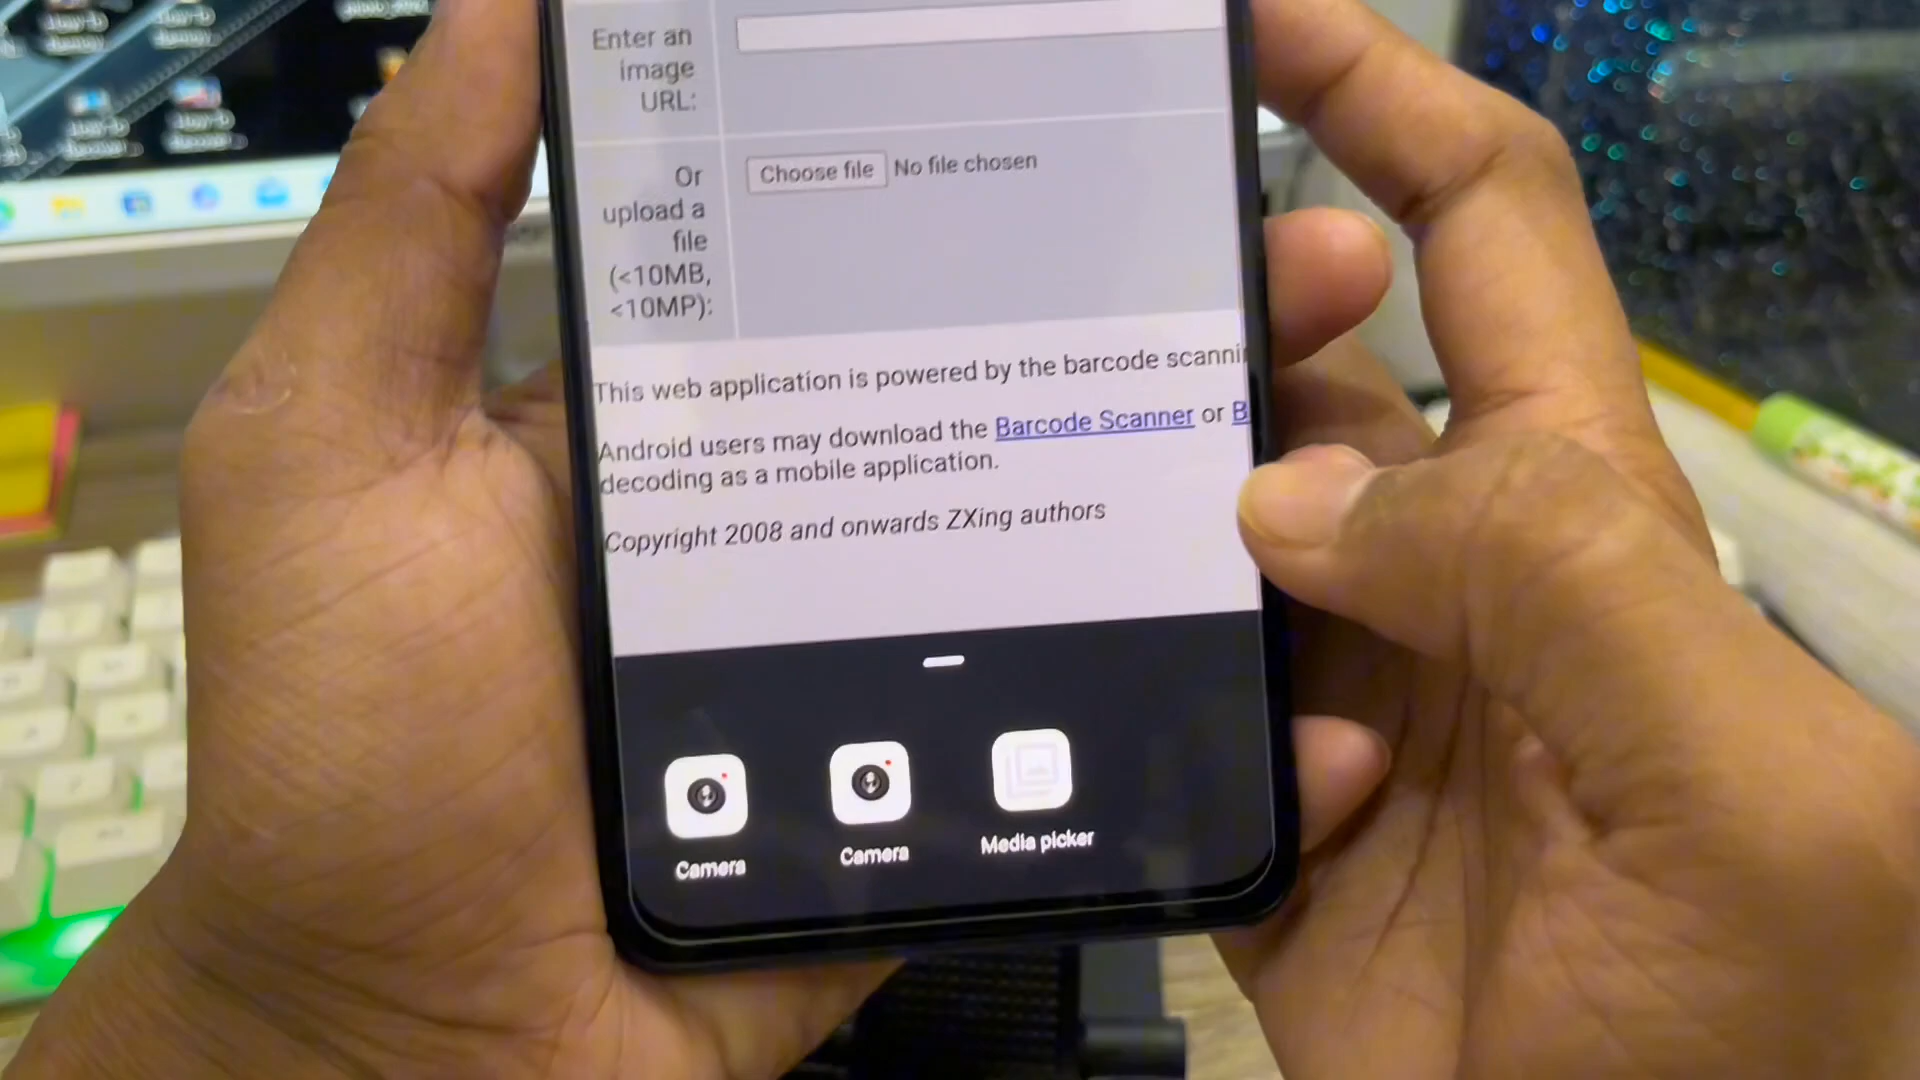 Enter an
image
URL:
Choose file No file chosen
Or
upload a
file
(<10MB,
<10MP):
This web application is powered by the barcode scanni
Android users may download the Barcode Scanner or B
decoding as a mobile application.
Copyright 2008 and onwards ZXing authors
Camera
Camera
Media picker